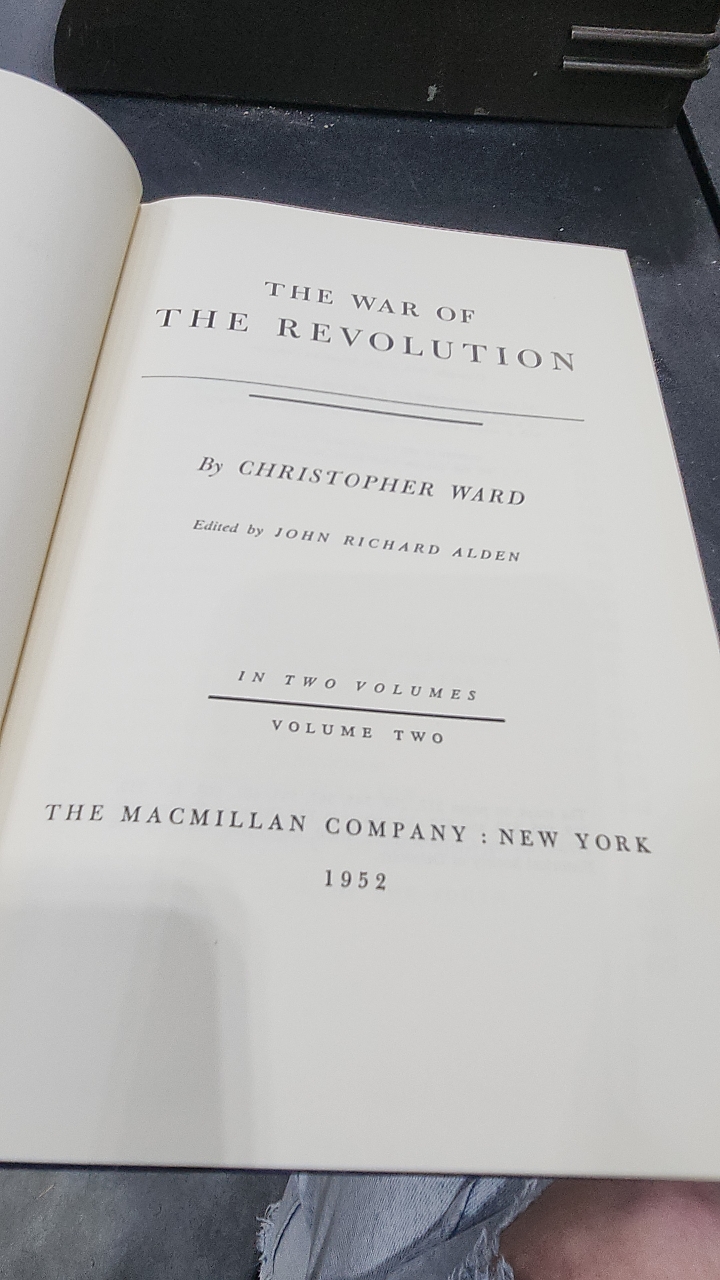 THE WAR OF
THE REVOLUTION
By CHRISTOPHER WARD
Edited by JOHN RICHARD ALDEN
IN TWO VOLUMES
VOLUME TWO
THE MACMILLAN COMPANY : NEW YORK
1952